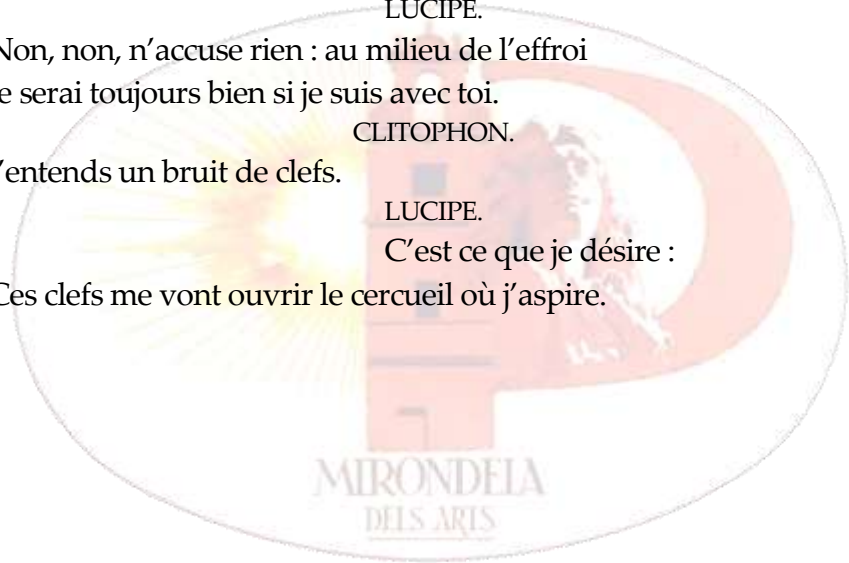 LUCIPE.
Non, non, n’accuse rien : au milieu de l’effroi
e serai toujours bien si je suis avec toi.
CLITOPHON.
’entends un bruit de clefs.
LUCIPE.
C’est ce que je désire :
Ces clefs me vont ouvrir le cercueil où j’aspire.
MIRONDELA
DELS ARTS